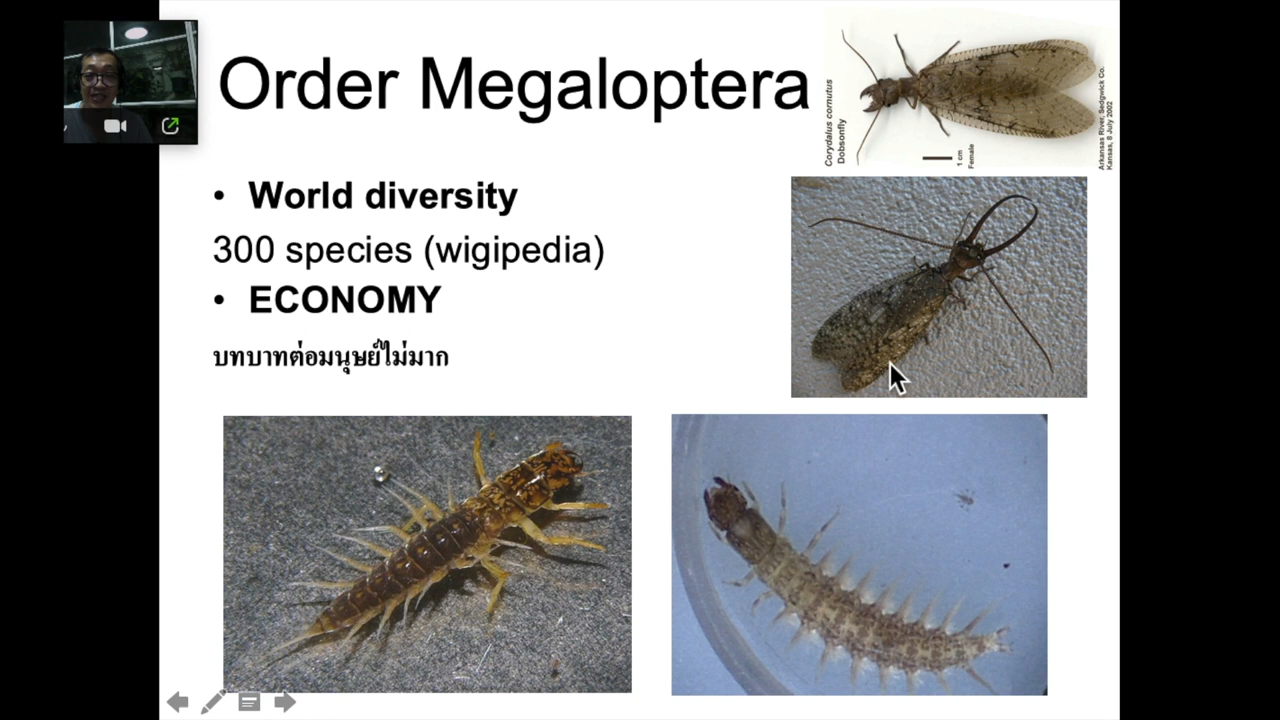 Order Megaloptera
Corydalus cornutus
Dobsonfly
1 cm
Female
Arkansas River, Sedgwick Co.
Kansas, 8 July 2002
• World diversity
300 species (wigipedia)
• ECONOMY
บทบาทต่อมนุษย์ไม่มาก